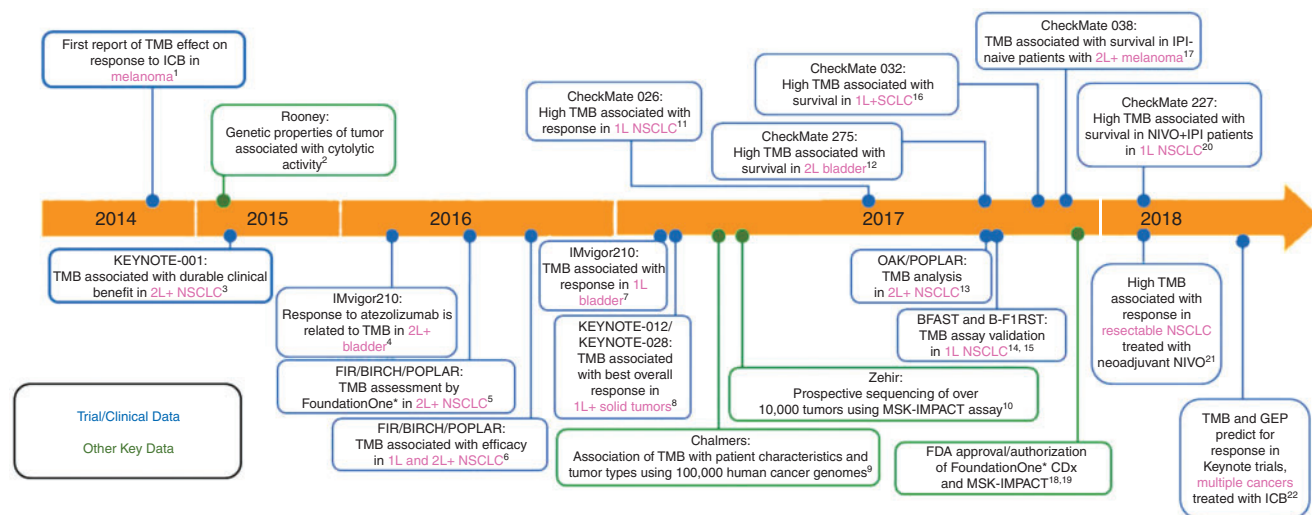 First report of TMB effect on
response to ICB in
melanoma1
Rooney:
Genetic properties of tumor
associated with cytolytic
activity2
CheckMate 026:
High TMB associated with
response in 1L NSCLC11
CheckMate 032:
High TMB associated with
survival in 1L+SCLC16
CheckMate 275:
High TMB associated with
survival in 2L bladder12
CheckMate 038:
TMB associated with survival in IPI-
naive patients with 2L+ melanoma17
CheckMate 227:
High TMB associated with
survival in NIVO+IPI patients
in 1L NSCLC20
2014
2015
2016
2017
2018
KEYNOTE-001:
TMB associated with durable clinical
benefit in 2L+ NSCLC3
IMvigor210:
Response to atezolizumab is
related to TMB in 2L+
bladder4
FIR/BIRCH/POPLAR:
TMB assessment by
FoundationOne* in 2L+ NSCLC5
FIR/BIRCH/POPLAR:
TMB associated with efficacy
in 1L and 2L+ NSCLC6
IMvigor210:
TMB associated with
response in 1L
bladder7
KEYNOTE-012/
KEYNOTE-028:
TMB associated
with best overall
response in
1L+ solid tumors8
Chalmers:
Association of TMB with patient characteristics and
tumor types using 100,000 human cancer genomes9
Zehir:
Prospective sequencing of over
10,000 tumors using MSK-IMPACT assay10
OAK/POPLAR:
TMB analysis
in 2L+ NSCLC13
BFAST and B-F1RST:
TMB assay validation
in 1L NSCLC14, 15
FDA approval/authorization
of FoundationOne* CDx
and MSK-IMPACT18,19
High TMB
associated with
response in
resectable NSCLC
treated with
neoadjuvant NIVO21
TMB and GEP
predict for
response in
Keynote trials,
multiple cancers
treated with ICB22
Trial/Clinical Data
Other Key Data